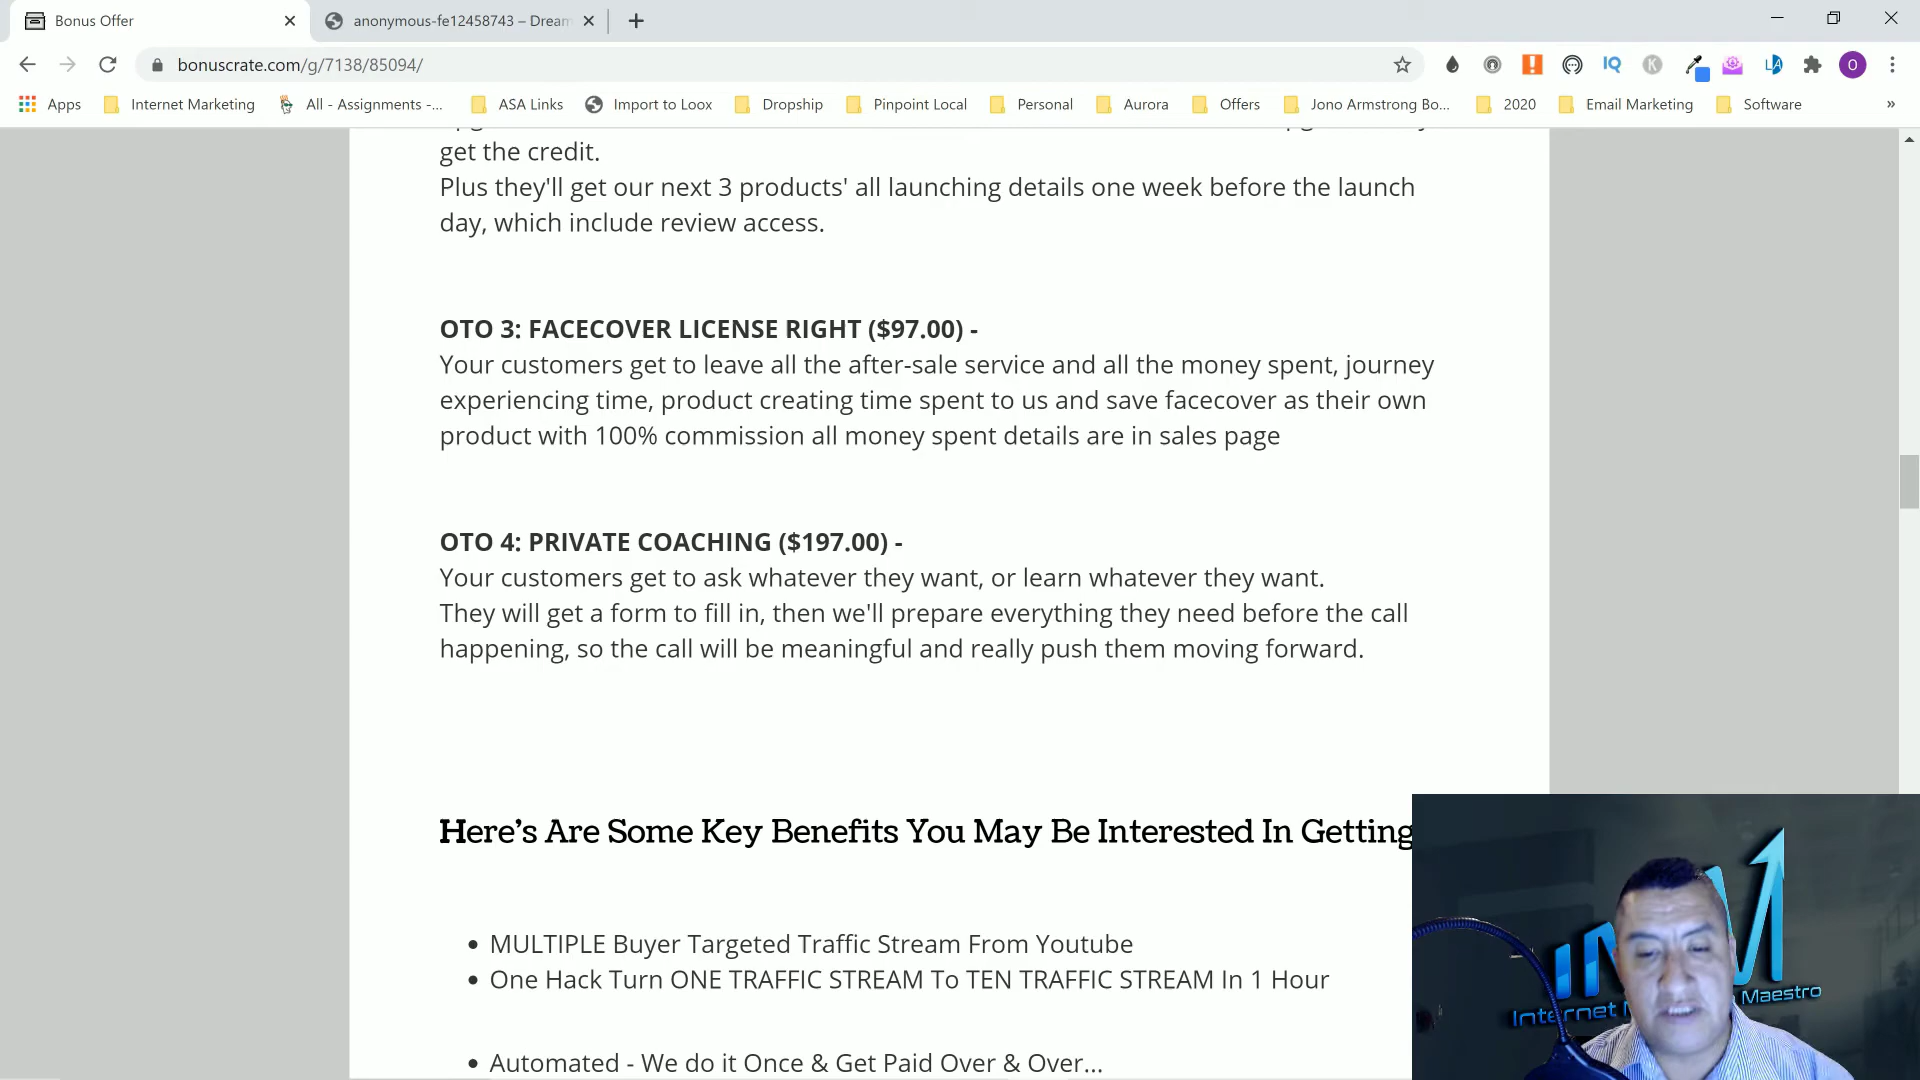 Bonus Offer
anonymous-fe12458743 – Dream
bonuscrate.com/g/7138/85094/
IQ
K
LA
O
Apps
Internet Marketing
All - Assignments -...
ASA Links
Import to Loox
Dropship
Pinpoint Local
Personal
Aurora
Offers
Jono Armstrong Bo...
2020
Email Marketing
Software
»
get the credit.
Plus they'll get our next 3 products' all launching details one week before the launch
day, which include review access.
OTO 3: FACECOVER LICENSE RIGHT ($97.00) -
Your customers get to leave all the after-sale service and all the money spent, journey
experiencing time, product creating time spent to us and save facecover as their own
product with 100% commission all money spent details are in sales page
OTO 4: PRIVATE COACHING ($197.00) -
Your customers get to ask whatever they want, or learn whatever they want.
They will get a form to fill in, then we'll prepare everything they need before the call
happening, so the call will be meaningful and really push them moving forward.
Here's Are Some Key Benefits You May Be Interested In Getting
• MULTIPLE Buyer Targeted Traffic Stream From Youtube
• One Hack Turn ONE TRAFFIC STREAM To TEN TRAFFIC STREAM In 1 Hour
• Automated - We do it Once & Get Paid Over & Over...
Internet
Maestro